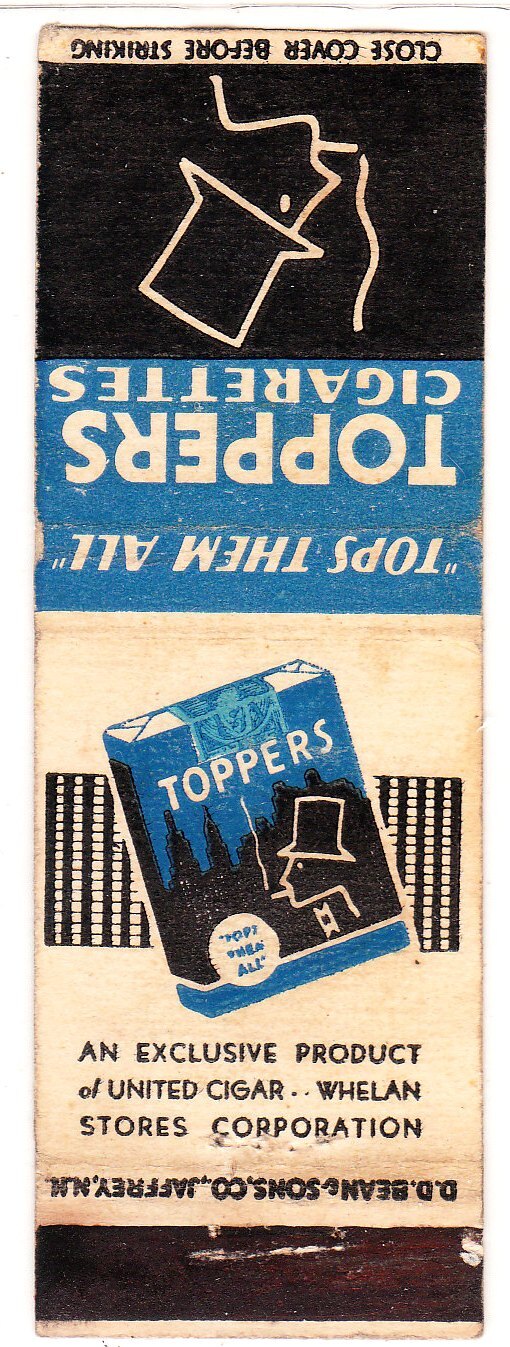 CLOSE COVER BEFORE STRIKING
TOPPERS
CIGARETTES
"TOPS THEM ALL"
TOPPERS
"TOPS
THEM
ALL"
AN EXCLUSIVE PRODUCT
of UNITED CIGAR.. WHELAN
STORES CORPORATION
D.D.BEAN & SONS, CO., JAFFREY, N.H.